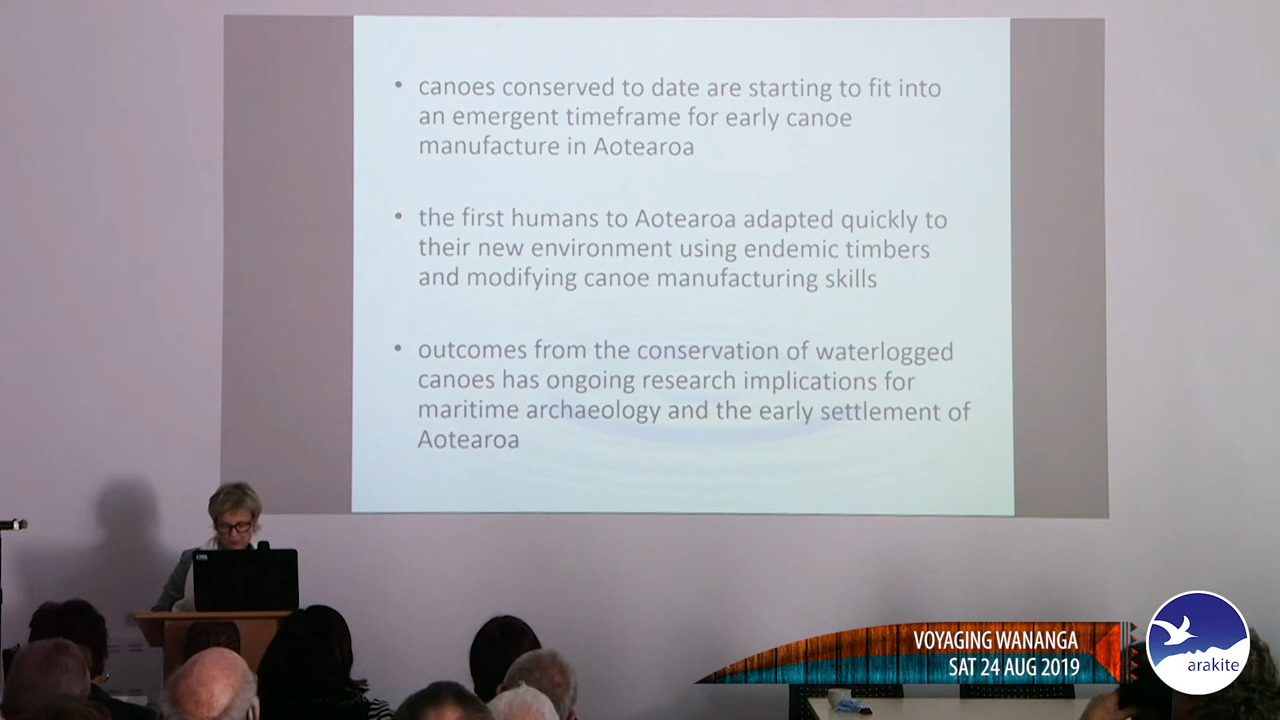 • canoes conserved to date are starting to fit into
an emergent timeframe for early canoe
manufacture in Aotearoa
• the first humans to Aotearoa adapted quickly to
their new environment using endemic timbers
and modifying canoe manufacturing skills
• outcomes from the conservation of waterlogged
canoes has ongoing research implications for
maritime archaeology and the early settlement of
Aotearoa
VOYAGING WANANGA
SAT 24 AUG 2019
arakite